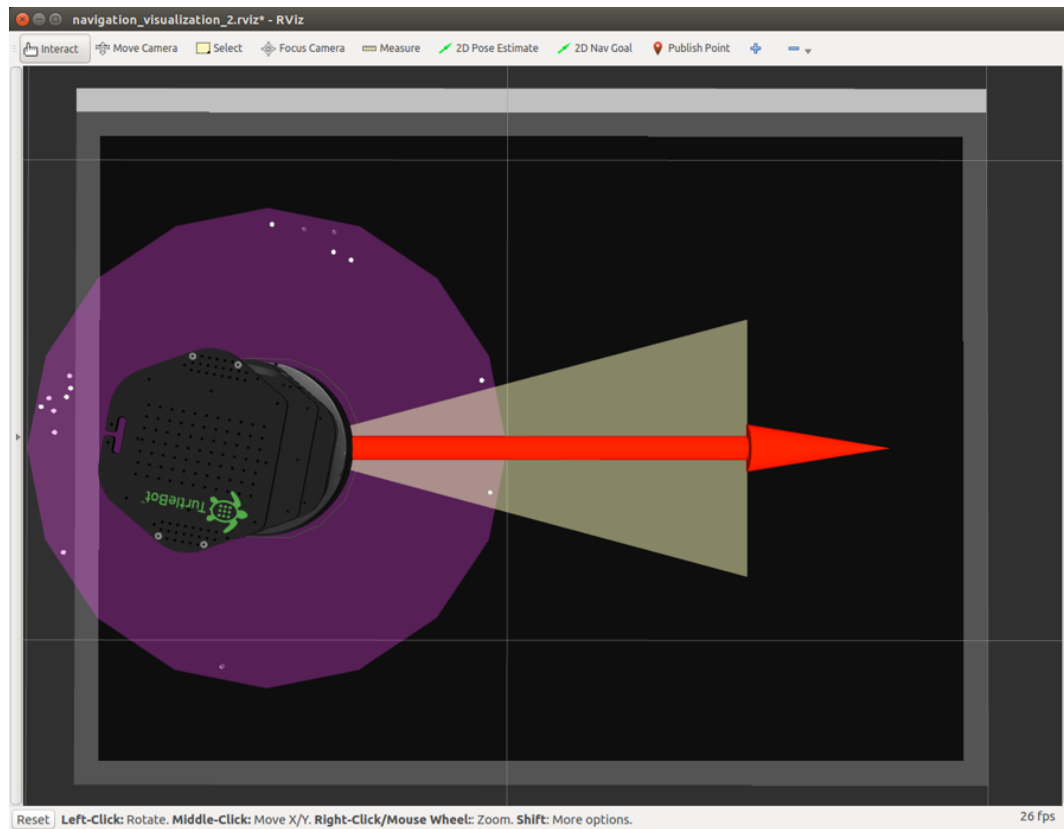 navigation_visualization_2.rviz* - RViz
Interact Move Camera Select Focus Camera Measure 2D Pose Estimate 2D Nav Goal Publish Point
TurtleBot
Reset Left-Click: Rotate. Middle-Click: Move X/Y. Right-Click/Mouse Wheel:: Zoom. Shift: More options. 26 fps